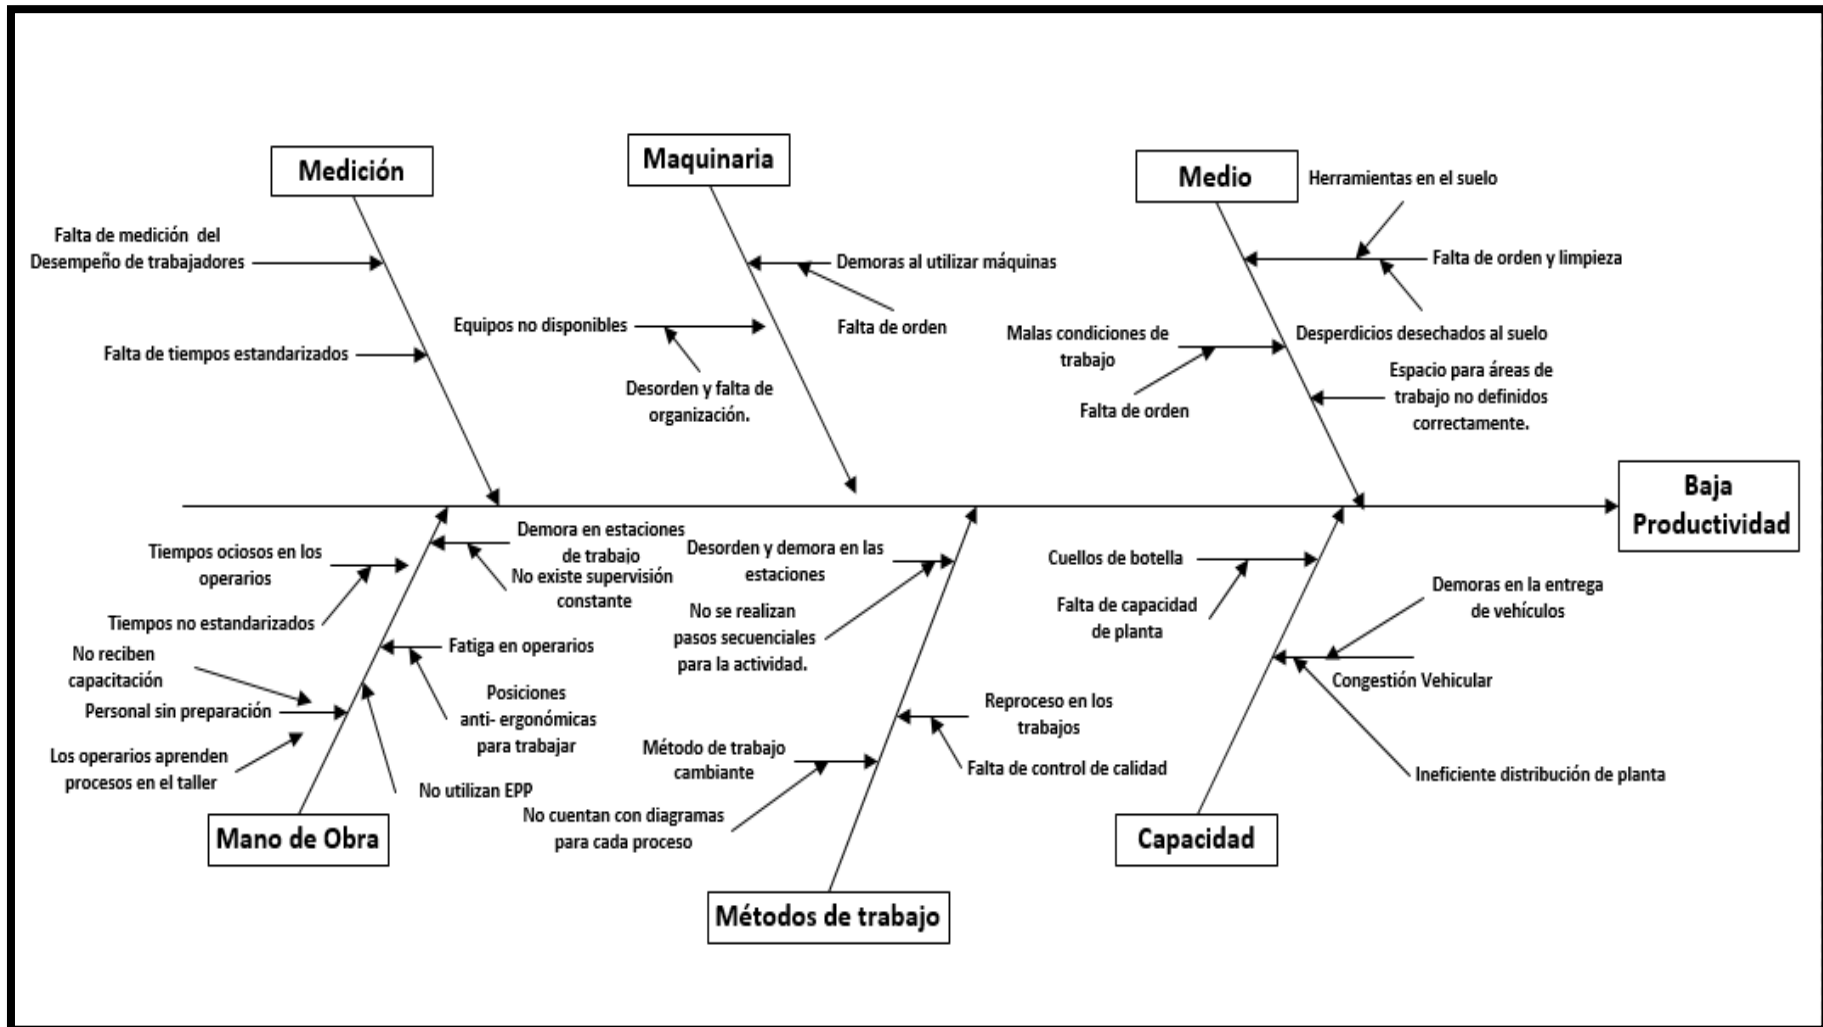 Medición
Maquinaria
Medio
Herramientas en el suelo
Falta de medición del
Desempeño de trabajadores
Falta de tiempos estandarizados
Demoras al utilizar máquinas
Falta de orden
Equipos no disponibles
Desorden y falta de
organización.
Falta de orden y limpieza
Desperdicios desechados al suelo
Malas condiciones de
trabajo
Falta de orden
Espacio para áreas de
trabajo no definidos
correctamente.
Baja
Productividad
Tiempos ociosos en los
operarios
Tiempos no estandarizados
Demora en estaciones
de trabajo
No existe supervisión
constante
No reciben
capacitación
Personal sin preparación
Los operarios aprenden
procesos en el taller
Fatiga en operarios
Posiciones
anti- ergonómicas
para trabajar
No utilizan EPP
Mano de Obra
Desorden y demora en las
estaciones
No se realizan
pasos secuenciales
para la actividad.
Reproceso en los
trabajos
Falta de control de calidad
Método de trabajo
cambiante
No cuentan con diagramas
para cada proceso
Métodos de trabajo
Cuellos de botella
Falta de capacidad
de planta
Demoras en la entrega
de vehículos
Congestión Vehicular
Ineficiente distribución de planta
Capacidad